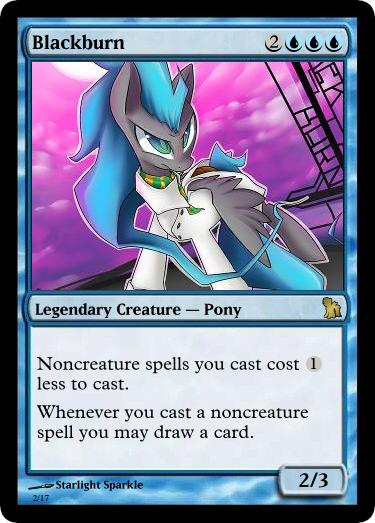 Blackburn 2
Legendary Creature — Pony
Noncreature spells you cast cost 1
less to cast.
Whenever you cast a noncreature
spell you may draw a card.
2/3
Starlight Sparkle
2/17